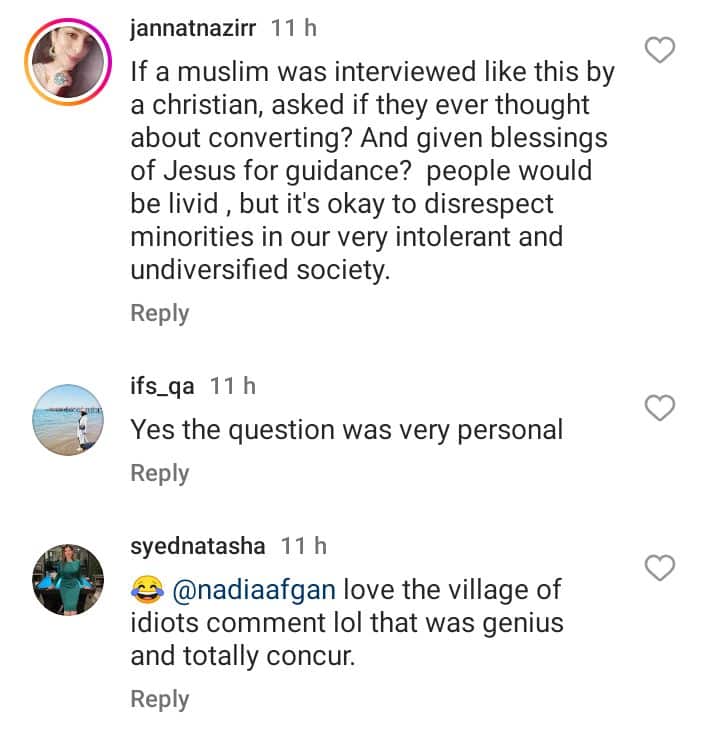 jannatnazirr 11 h
If a muslim was interviewed like this by
a christian, asked if they ever thought
about converting? And given blessings
of Jesus for guidance?  people would
be livid , but it's okay to disrespect
minorities in our very intolerant and
undiversified society.
Reply
ifs_qa 11 h
Yes the question was very personal
Reply
syednatasha 11 h
😂 @nadiaafgan love the village of
idiots comment lol that was genius
and totally concur.
Reply